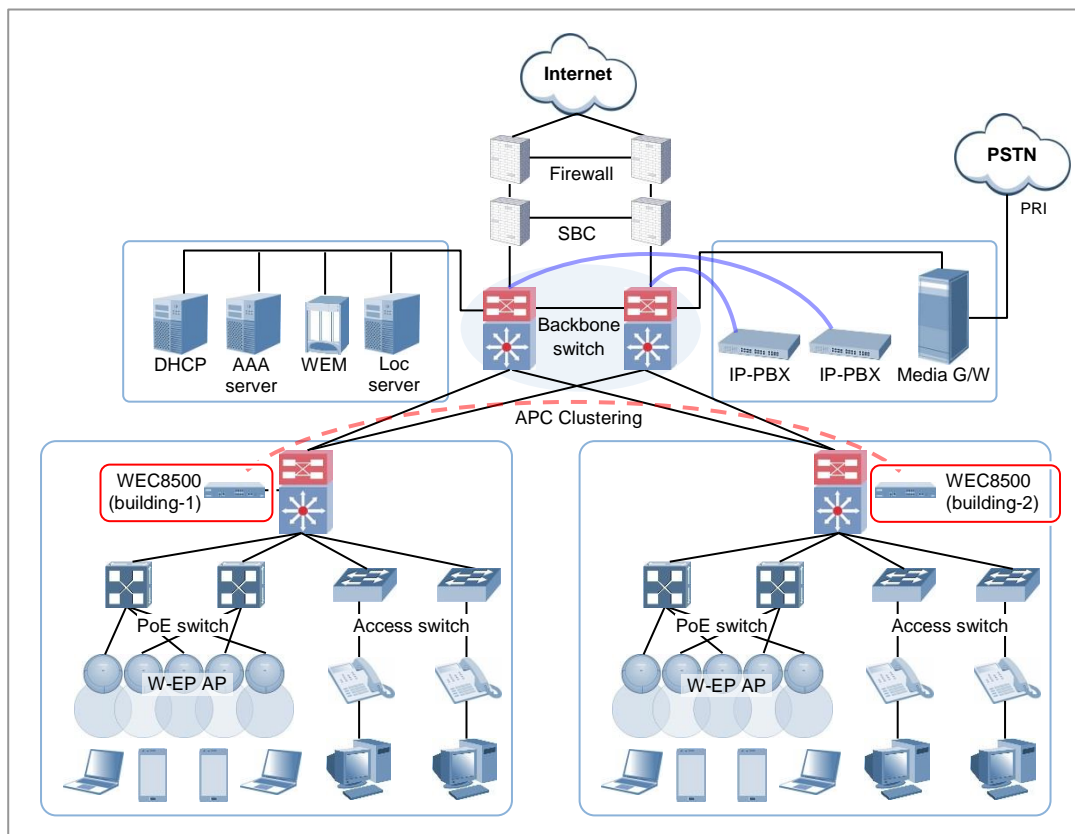 Internet
PSTN
Firewall
PRI
SBC
Backbone
switch
DHCP
AAA
server
WEM
Loc
server
IP-PBX
IP-PBX
Media G/W
APC Clustering
WEC8500
(building-1)
WEC8500
(building-2)
PoE switch
Access switch
PoE switch
Access switch
W-EP AP
W-EP AP